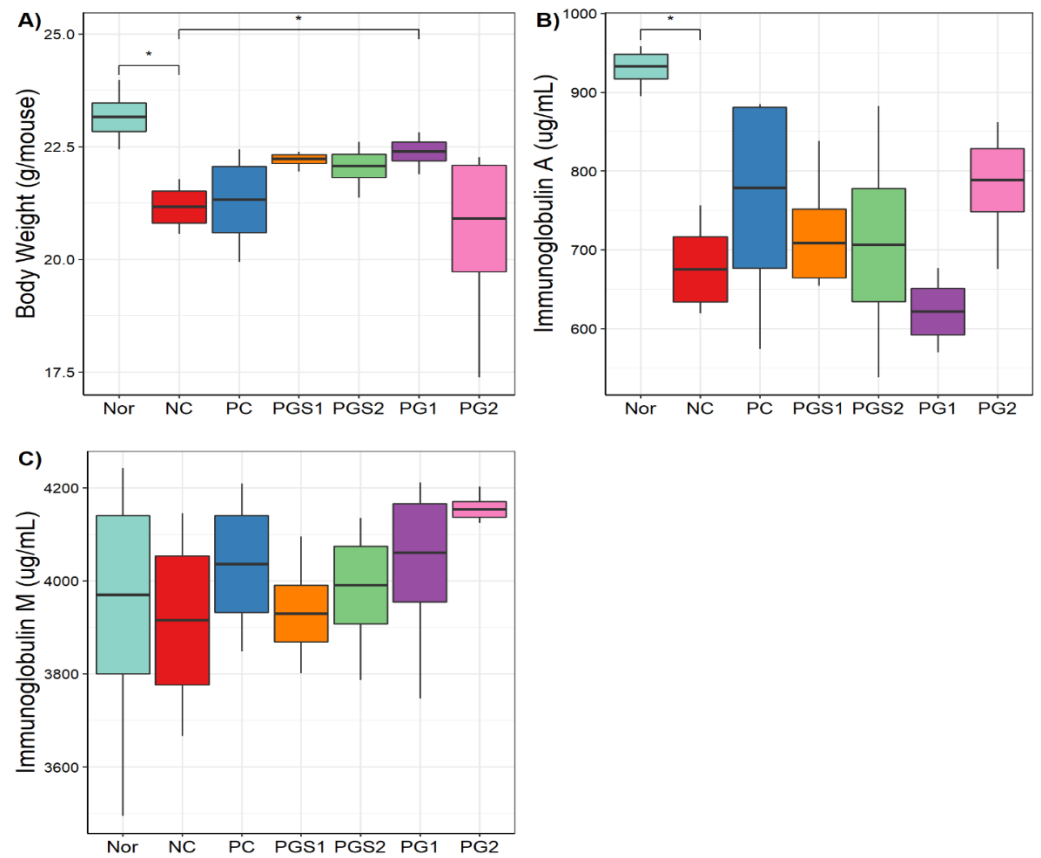 A)
Body Weight (g/mouse)
25.0
22.5
20.0
17.5
*
*
Nor NC PC PGS1 PGS2 PG1 PG2
B)
Immunoglobulin A (ug/mL)
1000
900
800
700
600
*
Nor NC PC PGS1 PGS2 PG1 PG2
C)
Immunoglobulin M (ug/mL)
4200
4000
3800
3600
Nor NC PC PGS1 PGS2 PG1 PG2